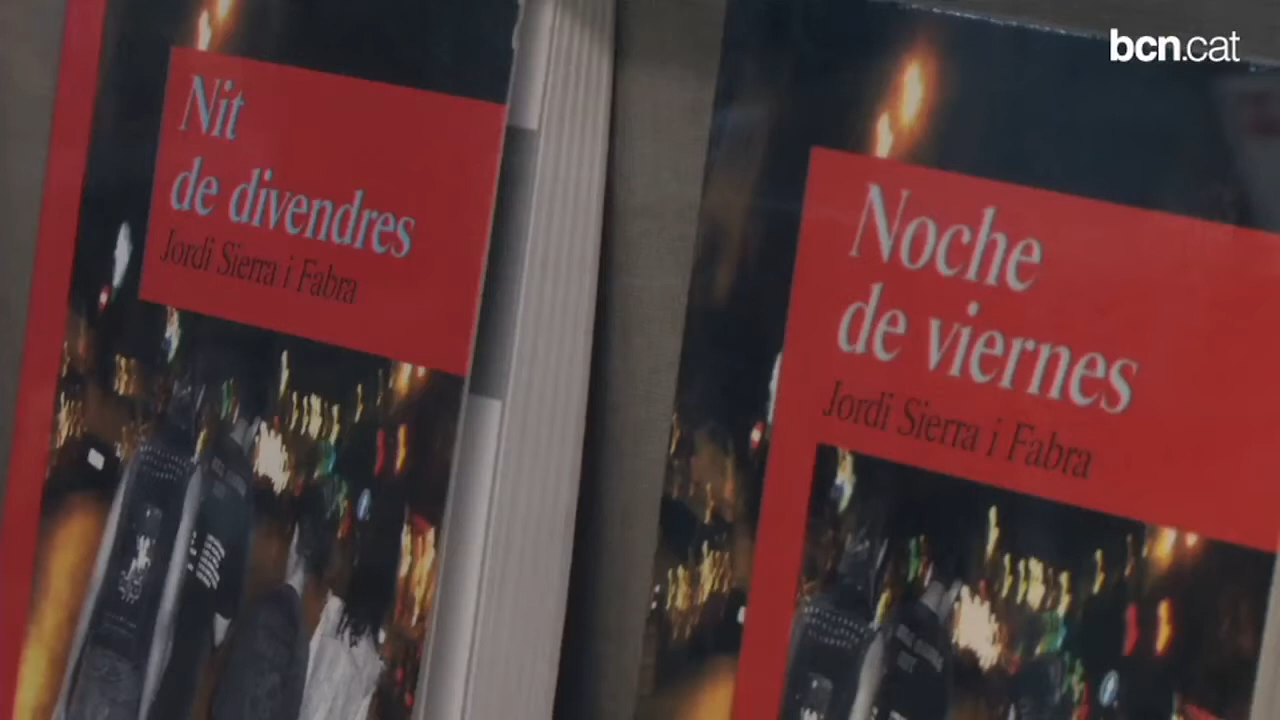 bcn.cat
Nit
de divendres
Jordi Sierra i Fabra
Noche
de viernes
Jordi Sierra i Fabra